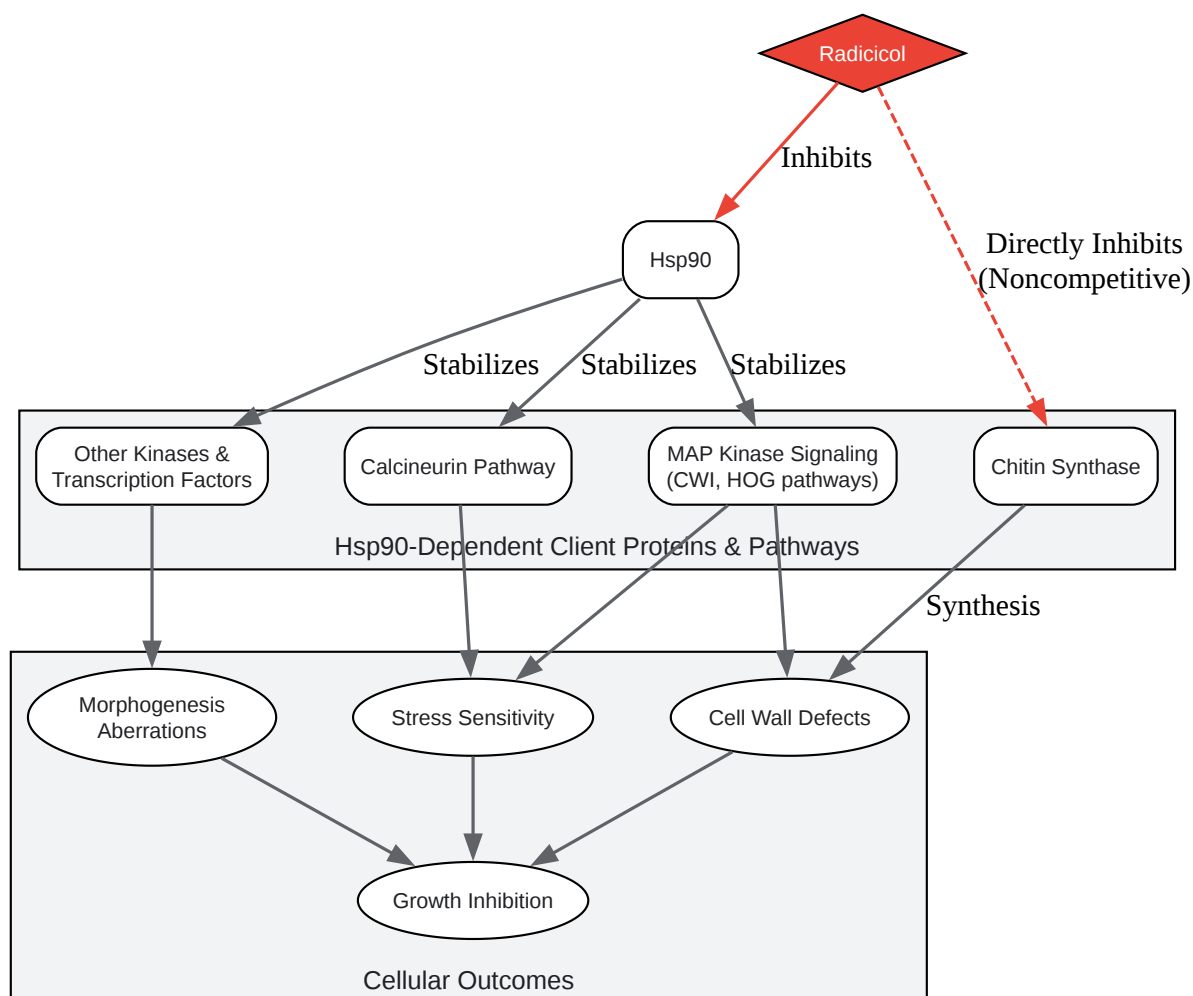 Radicicol
Inhibits
Directly Inhibits
(Noncompetitive)
Hsp90
Stabilizes
Stabilizes
Stabilizes
Other Kinases &
Transcription Factors
Calcineurin Pathway
MAP Kinase Signaling
(CWI, HOG pathways)
Chitin Synthase
Hsp90-Dependent Client Proteins & Pathways
Synthesis
Morphogenesis
Aberrations
Stress Sensitivity
Cell Wall Defects
Growth Inhibition
Cellular Outcomes